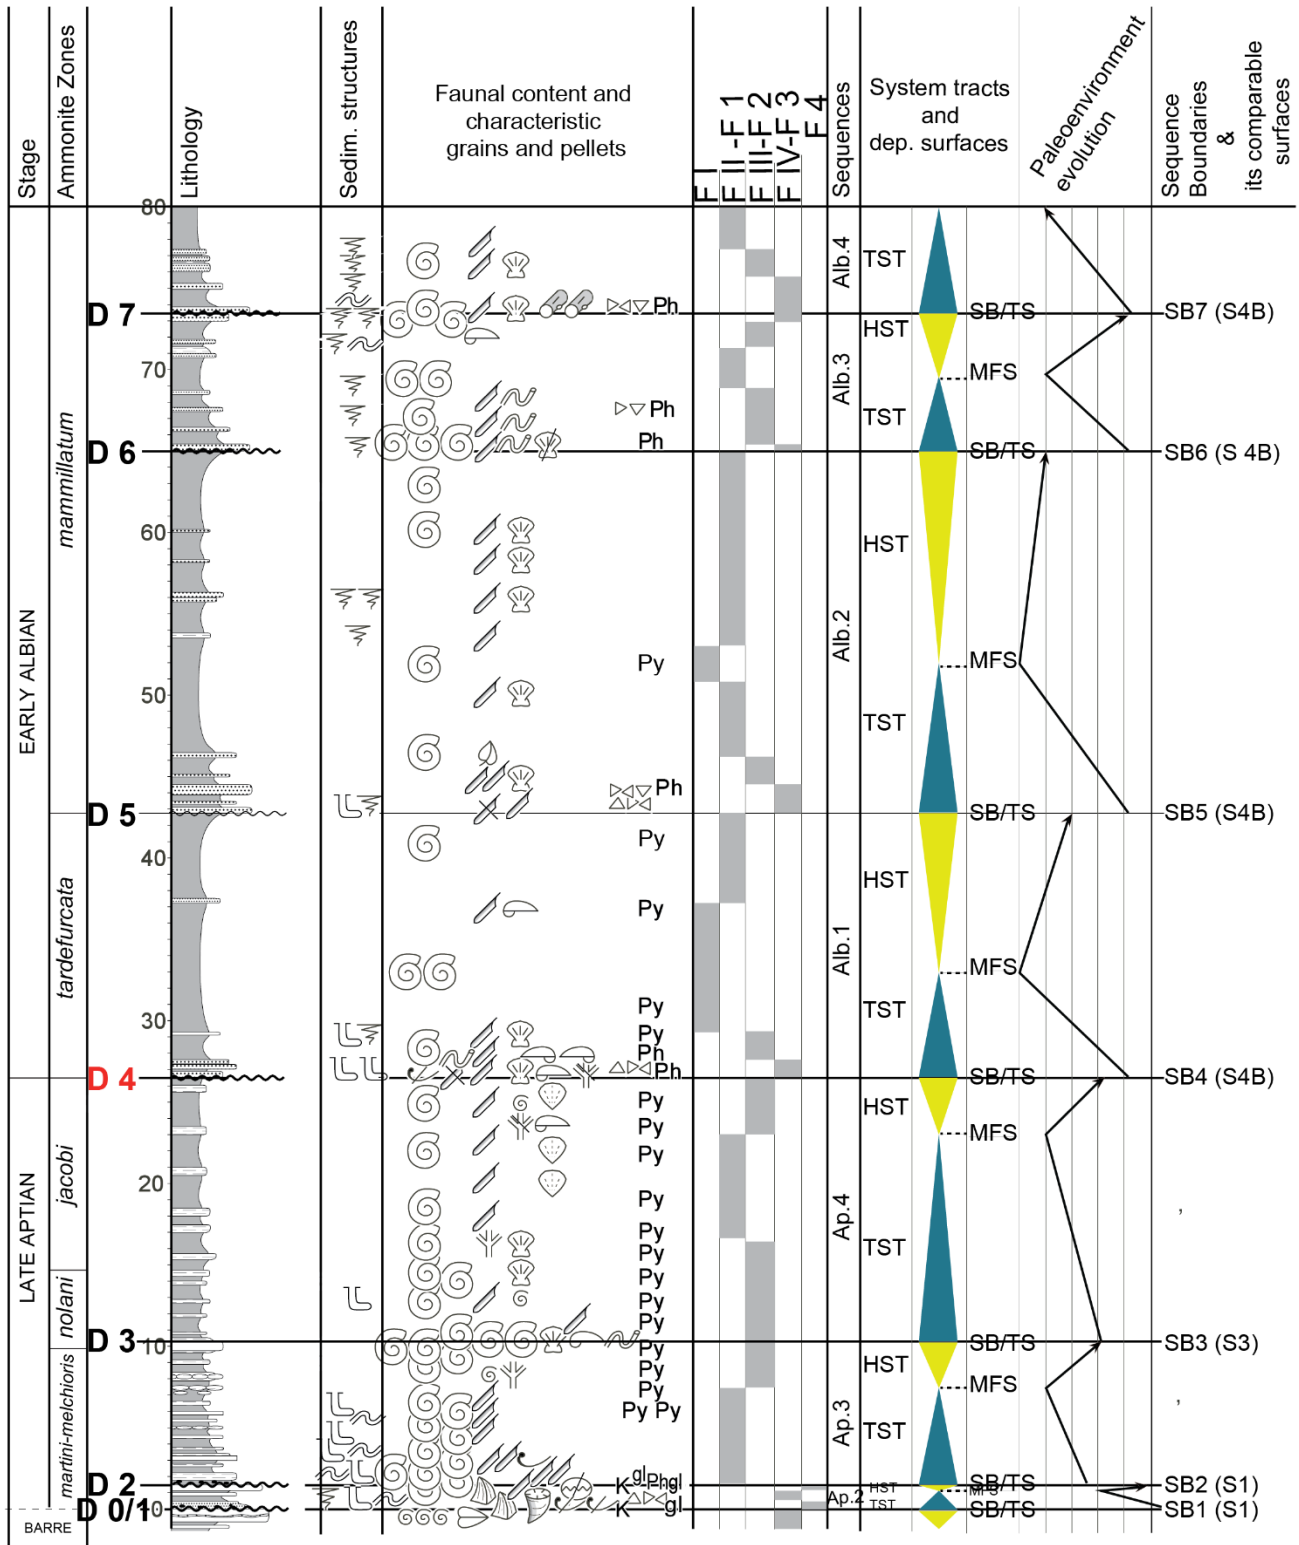 Stage
Ammonite Zones
Lithology
Sedim. structures
Faunal content and
characteristic
grains and pellets
F I
F II -F 1
F III-F 2
F IV-F 3
F 4
Sequences
System tracts
and
dep. surfaces
Paleoenvironment
evolution
Sequence
Boundaries
&
its comparable
surfaces
80
Alb.4
TST
D 7
Ph
SB/TS
SB7 (S4B)
HST
70
MFS
Alb.3
Ph
TST
Ph
D 6
SB/TS
SB6 (S 4B)
mammillatum
60
HST
Alb.2
EARLY ALBIAN
Py
MFS
50
TST
Ph
D 5
SB/TS
SB5 (S4B)
Py
40
HST
Py
tardefurcata
Alb.1
MFS
Py
TST
30
Py
Ph
Ph
D 4
SB/TS
SB4 (S4B)
Py
HST
Py
MFS
Py
jacobi
20
Py
Ap.4
,
LATE APTIAN
Py
Py
TST
Py
nolani
Py
Py
D 3
10
SB/TS
SB3 (S3)
Py
HST
Py
Py
MFS
Py Py
,
martini-melchioris
Ap.3
TST
gl
Ph
gl
D 2
K
SB/TS
SB2 (S1)
HST
MFS
Ap.2
TST
gl
D 0/1
0
K
SB/TS
SB1 (S1)
BARRE